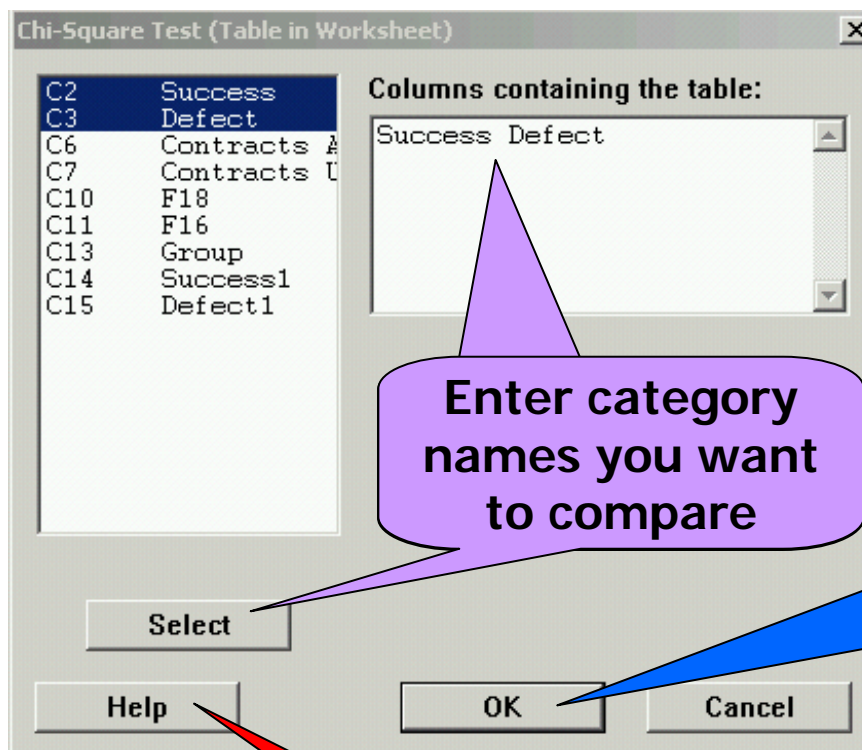 Chi-Square Test (Table in Worksheet)
C2 Success
C3 Defect
C6 Contracts A
C7 Contracts U
C10 F18
C11 F16
C13 Group
C14 Success1
C15 Defect1
Columns containing the table:
Success Defect
Enter category
names you want
to compare
Select
Help
OK
Cancel